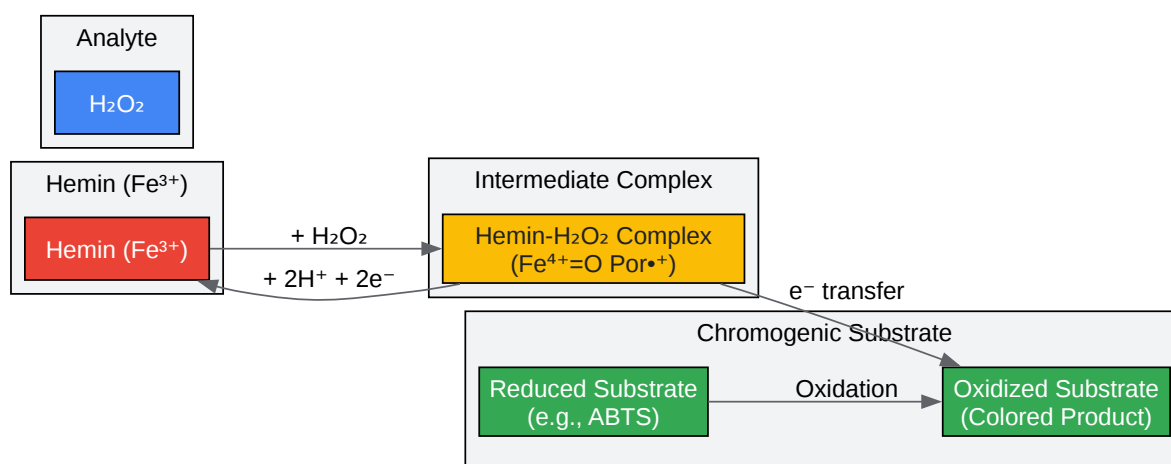 Analyte
H₂O₂
Hemin (Fe³⁺)
Hemin (Fe³⁺)
+ H₂O₂
+ 2H⁺ + 2e⁻
Intermediate Complex
Hemin-H₂O₂ Complex
(Fe⁴⁺=O Por•⁺)
e⁻ transfer
Chromogenic Substrate
Reduced Substrate
(e.g., ABTS)
Oxidation
Oxidized Substrate
(Colored Product)